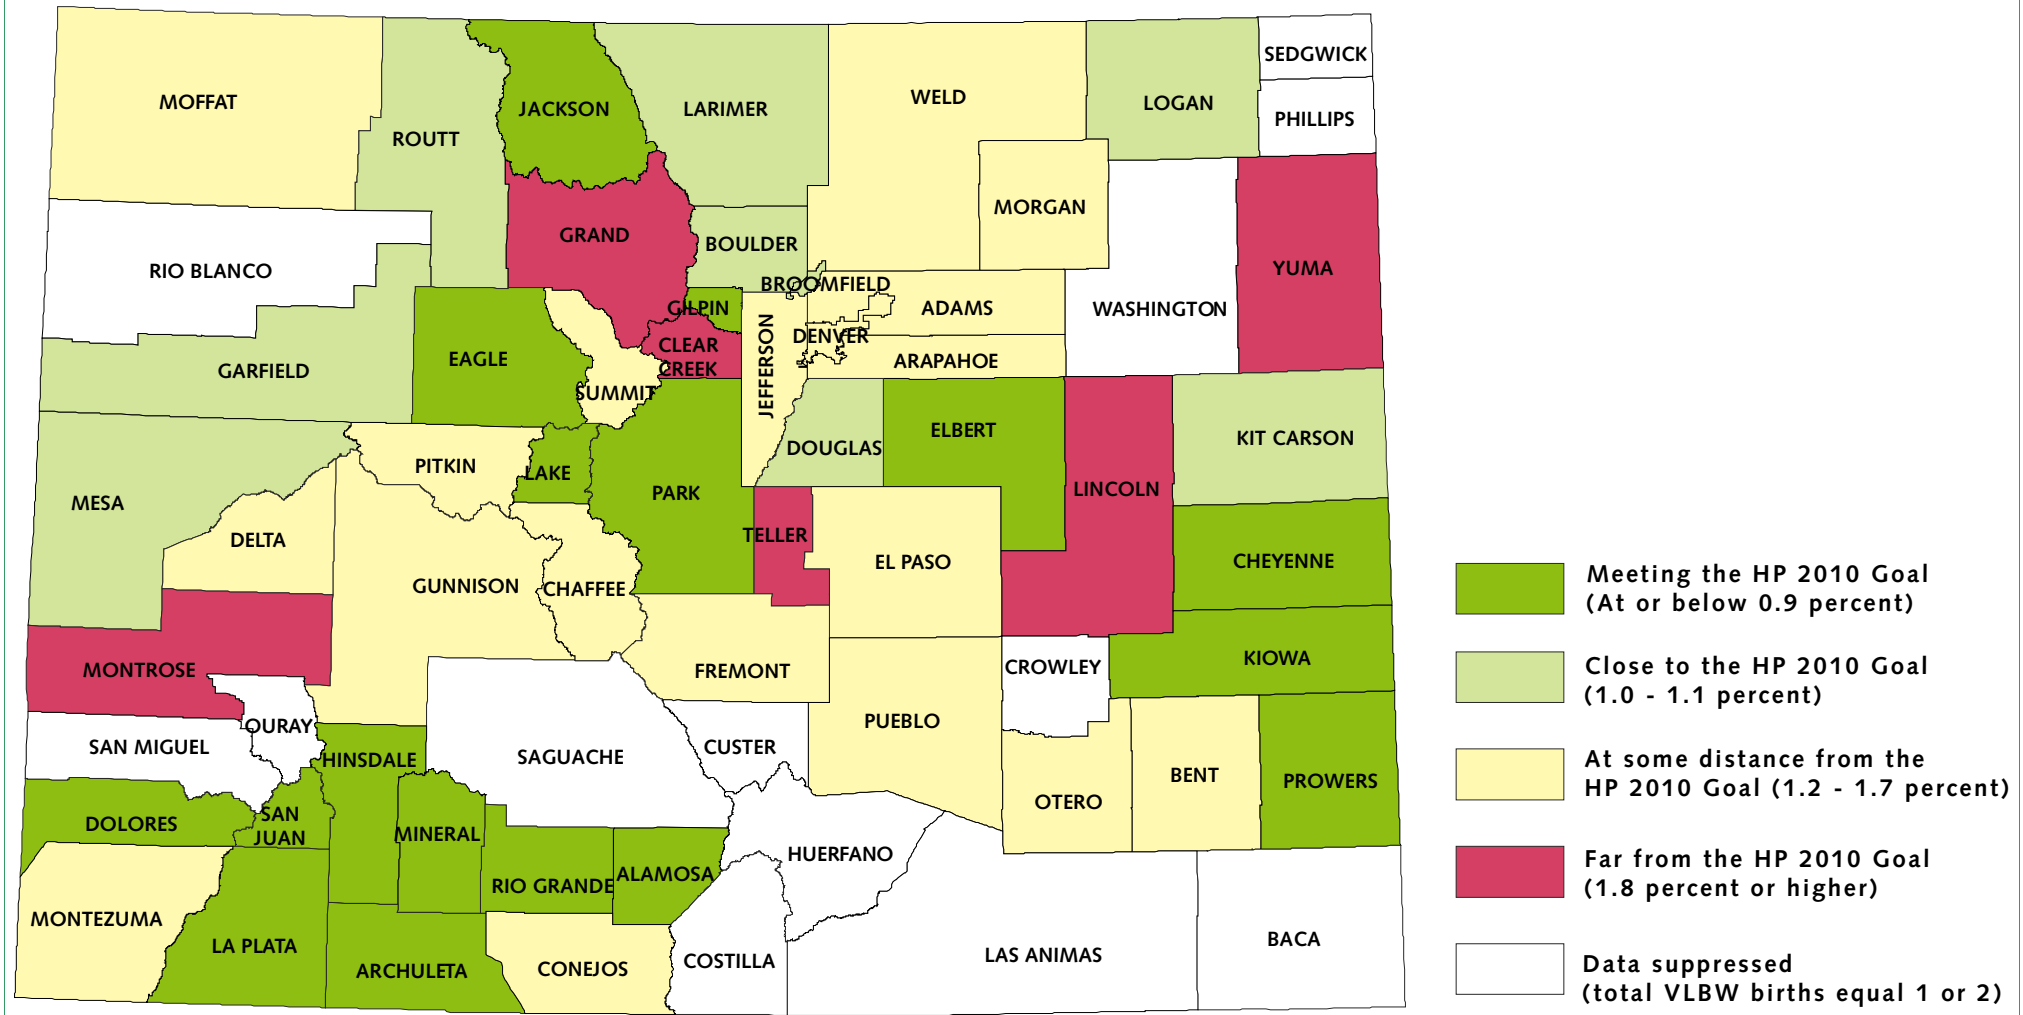 SEDGWICK
MOFFAT
JACKSON
LARIMER
WELD
LOGAN
PHILLIPS
ROUTT
MORGAN
GRAND
BOULDER
RIO BLANCO
YUMA
BROOMFIELD
GILPIN
ADAMS
WASHINGTON
DENVER
CLEAR
CREEK
EAGLE
ARAPAHOE
GARFIELD
JEFFERSON
SUMMIT
ELBERT
KIT CARSON
DOUGLAS
PITKIN
LAKE
PARK
LINCOLN
MESA
TELLER
DELTA
EL PASO
CHEYENNE
GUNNISON
CHAFFEE
KIOWA
CROWLEY
MONTROSE
FREMONT
PUEBLO
OURAY
SAN MIGUEL
CUSTER
SAGUACHE
HINSDALE
BENT
PROWERS
OTERO
SAN
JUAN
DOLORES
MINERAL
HUERFANO
ALAMOSA
RIO GRANDE
MONTEZUMA
LA PLATA
BACA
LAS ANIMAS
COSTILLA
CONEJOS
ARCHULETA
Meeting the HP 2010 Goal
(At or below 0.9 percent)
Close to the HP 2010 Goal
(1.0 - 1.1 percent)
At some distance from the
HP 2010 Goal (1.2 - 1.7 percent)
Far from the HP 2010 Goal
(1.8 percent or higher)
Data suppressed
(total VLBW births equal 1 or 2)